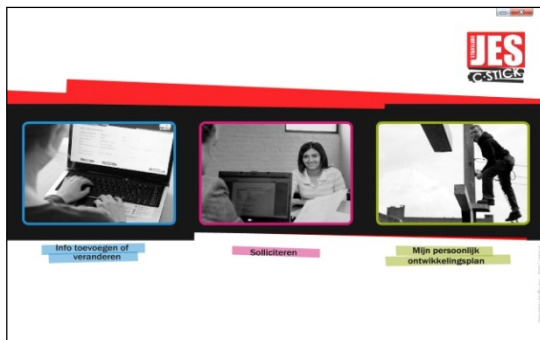 JES
C-STICK
Info toevoegen of
veranderen
Solliciteren
Mijn persoonlijk
ontwikkelingsplan